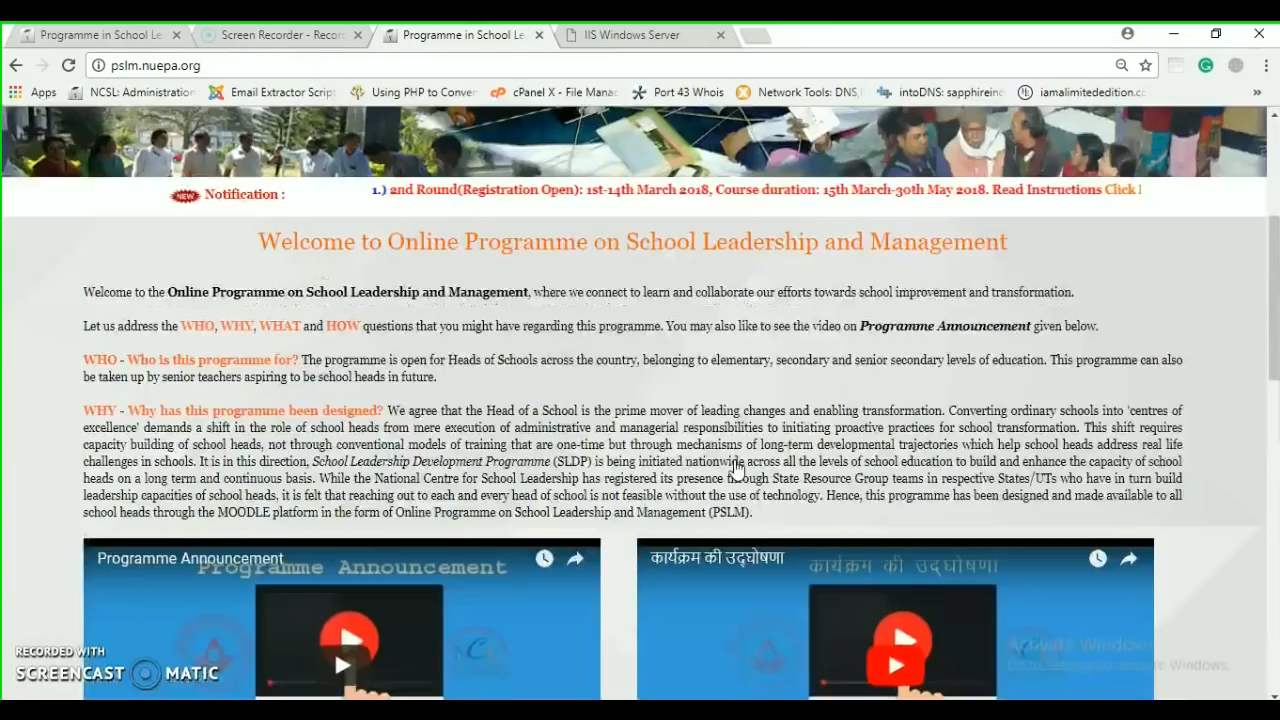 Programme in School Le
Screen Recorder - Reco
Programme in School Le
IIS Windows Server
pslm.nuepa.org
Apps
NCSL: Administration
Email Extractor Scrip
Using PHP to Conver
cPanel X - File Mana
Port 43 Whois
Network Tools: DNS,
intoDNS: sapphirein
iamalimitededition.co
»
NEW Notification :
1.) 2nd Round(Registration Open): 1st-14th March 2018, Course duration: 15th March-30th May 2018. Read Instructions Click
Welcome to Online Programme on School Leadership and Management
Welcome to the Online Programme on School Leadership and Management, where we connect to learn and collaborate our efforts towards school improvement and transformation.
Let us address the WHO, WHY, WHAT and HOW questions that you might have regarding this programme. You may also like to see the video on Programme Announcement given below.
WHO - Who is this programme for? The programme is open for Heads of Schools across the country, belonging to elementary, secondary and senior secondary levels of education. This programme can also
be taken up by senior teachers aspiring to be school heads in future.
WHY - Why has this programme been designed? We agree that the Head of a School is the prime mover of leading changes and enabling transformation. Converting ordinary schools into 'centres of
excellence' demands a shift in the role of school heads from mere execution of administrative and managerial responsibilities to initiating proactive practices for school transformation. This shift requires
capacity building of school heads, not through conventional models of training that are one-time but through mechanisms of long-term developmental trajectories which help school heads address real life
challenges in schools. It is in this direction, School Leadership Development Programme (SLDP) is being initiated nationwide across all the levels of school education to build and enhance the capacity of school
heads on a long term and continuous basis. While the National Centre for School Leadership has registered its presence through State Resource Group teams in respective States/UTs who have in turn build
leadership capacities of school heads, it is felt that reaching out to each and every head of school is not feasible without the use of technology. Hence, this programme has been designed and made available to all
school heads through the MOODLE platform in the form of Online Programme on School Leadership and Management (PSLM).
Programme Announcement
Programme Announcement
कार्यक्रम की उद्घोषणा
कार्यक्रम की उद्घोषणा
RECORDED WITH
SCREENCAST MATIC
Activate Windows